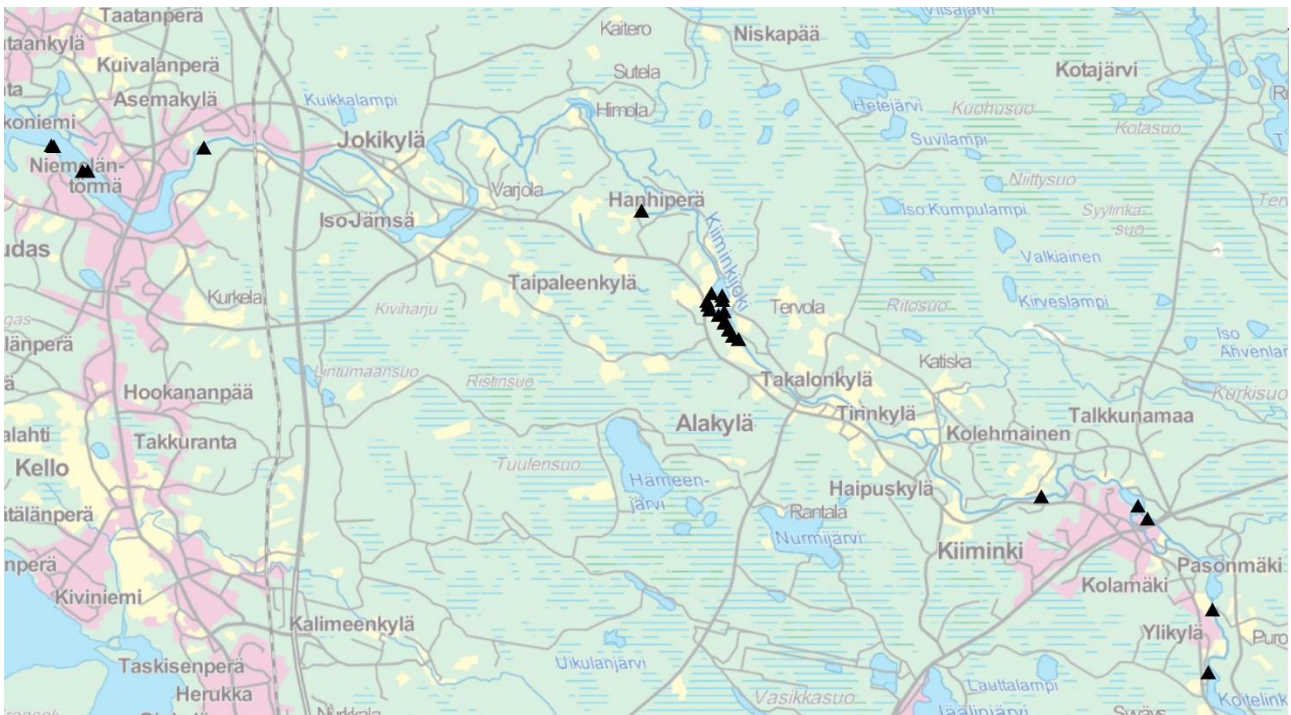 Taatanperä
Kaitero
Niskapää
Kuivalanperä
Sutela
Kotajärvi
Asemakylä
Kuikkalampi
Himola
Hetejärvi
Kuohusuo
Kotasuo
Jokikylä
Suvilampi
Niemelän-
törmä
Varjola
Hanhiperä
Niittysuo
Iso-Jämsä
Iso Kumpulampi
Syylinkä-
suo
Kiiminkijoki
Valkiainen
Taipaleenkylä
Kurkela
Kiviharju
Tervola
Ritosuo
Kirveslampi
Iso
Lintumaansuo
Ristinsuo
Katiska
Hookananpää
Takalonkylä
Kurkisuo
Tirinkylä
Talkkunamaa
Alakylä
Takkuranta
Kolehmainen
Kello
Tuulensuo
Hämeen-
järvi
Haipuskylä
Rantala
Nurmijärvi
Kiiminki
Pasonmäki
Kolamäki
Kiviniemi
Kalimeenkylä
Ylikylä
Uikulanjärvi
Taskisenperä
Lauttalampi
Herukka
Vasikkasuo
Jäälinjärvi